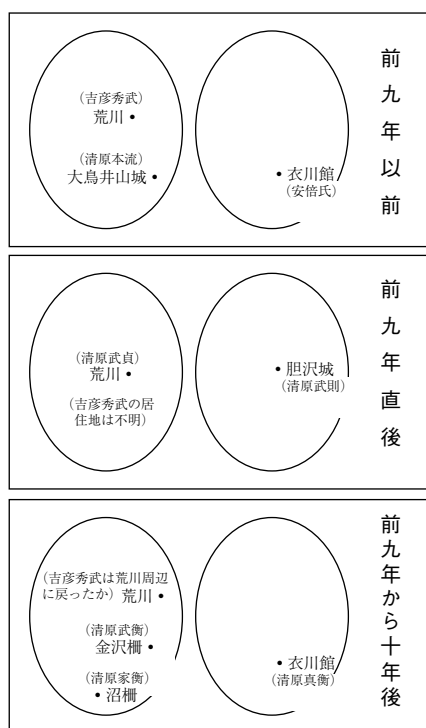 前九年以前
(吉彦秀武)
荒川
(清原本流)
大鳥井山城
衣川館
(安倍氏)
前九年直後
(清原武貞)
荒川
(吉彦秀武の居
住地は不明)
胆沢城
(清原武則)
前九年から十年後
(吉彦秀武は荒川周辺
に戻ったか) 荒川
(清原武衡)
金沢柵
(清原家衡)
沼柵
衣川館
(清原真衡)